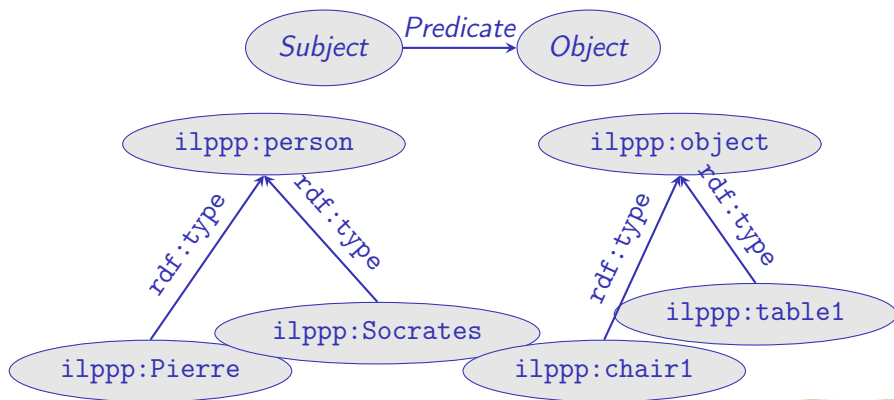 Subject Predicate Object
ilppp:person ilppp:object
rdf:type rdf:type rdf:type rdf:type
ilppp:Socrates ilppp:table1
ilppp:Pierre ilppp:chair1